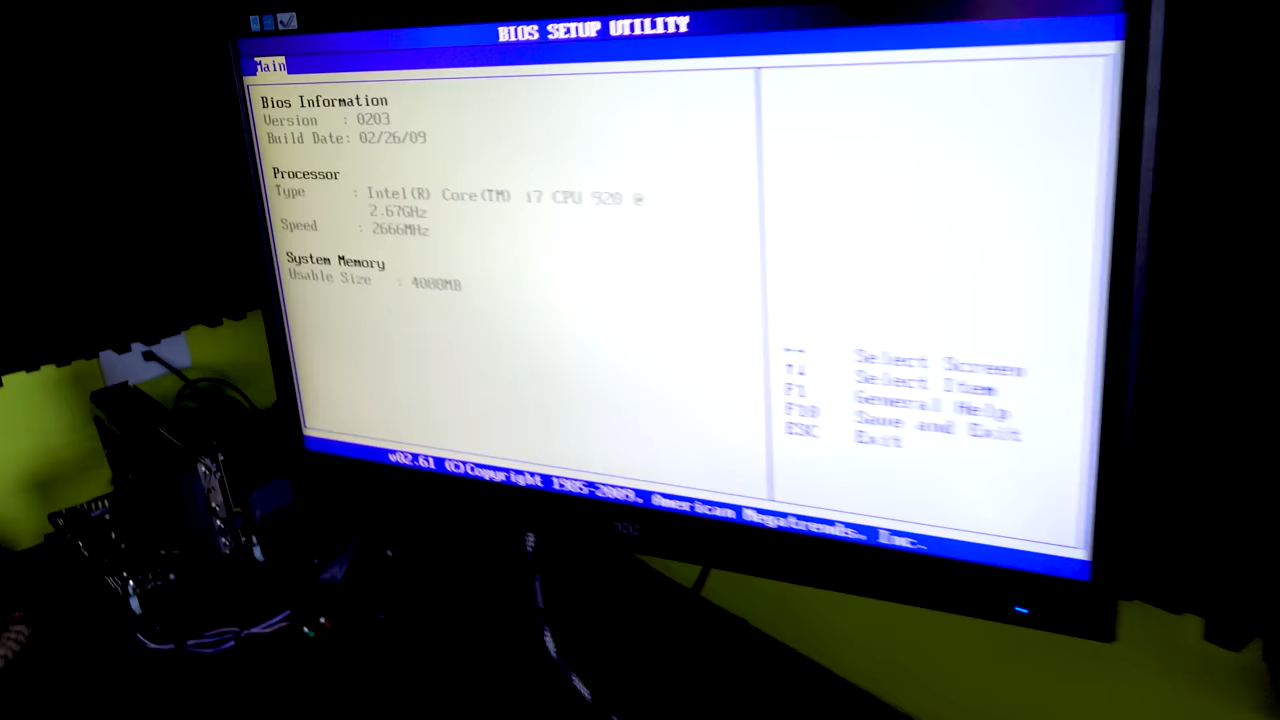 BIOS SETUP UTILITY
Main
Bios Information
Version : 0203
Build Date: 02/26/09
Processor
Type : Intel(R) Core(TM) i7 CPU 920 @
2.67GHz
Speed : 2666MHz
System Memory
Usable Size : 4088MB
Select Screen
↑↓ Select Item
F1 General Help
F10 Save and Exit
ESC Exit
v02.61 (C)Copyright 1985-2009, American Megatrends, Inc.